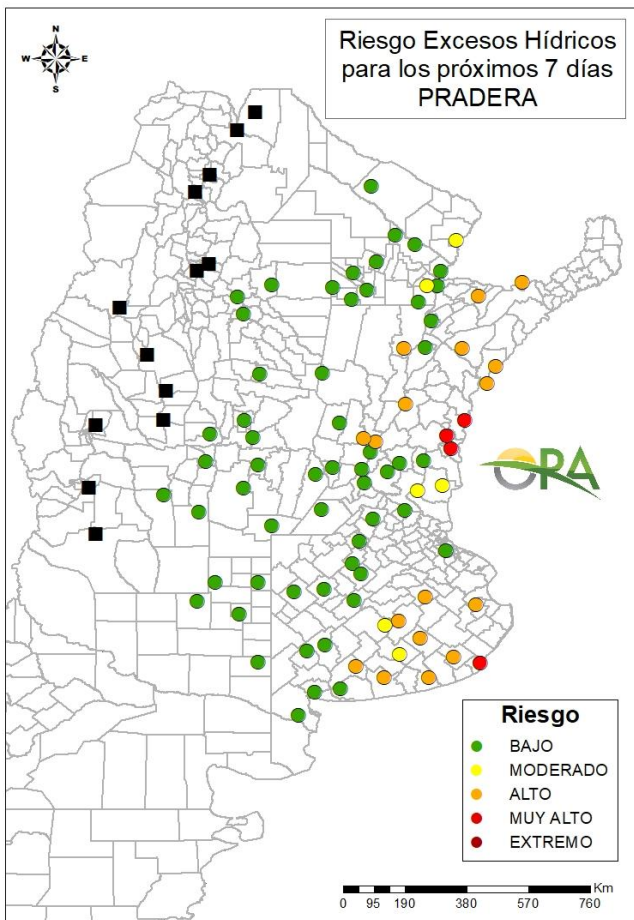 N
W E
S
Riesgo Excesos Hídricos
para los próximos 7 días
PRADERA
ORA
Riesgo
BAJO
MODERADO
ALTO
MUY ALTO
EXTREMO
Km
0 95 190 380 570 760